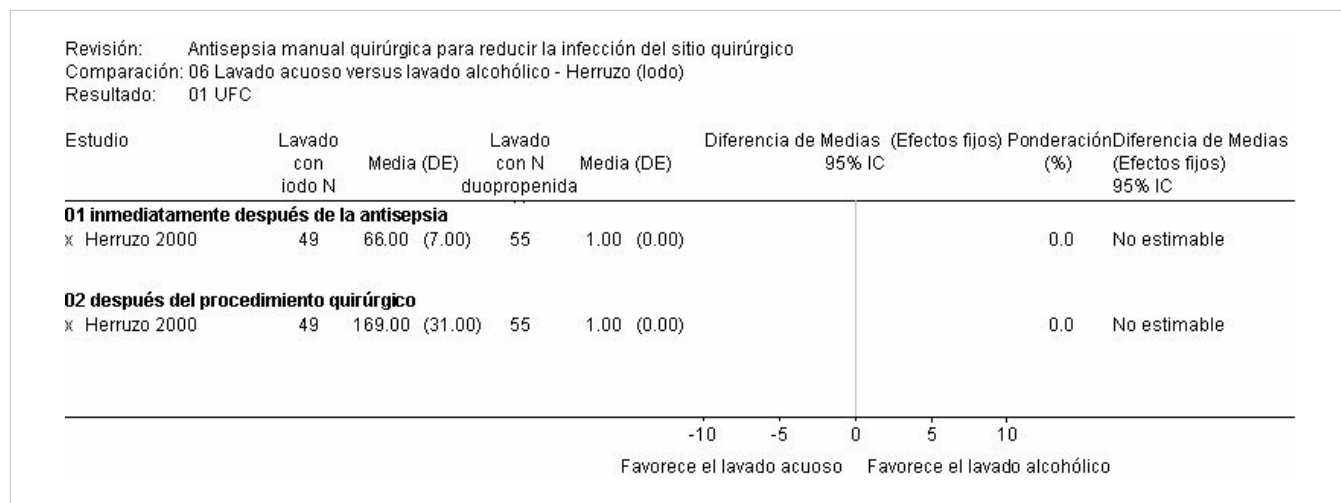 Revisión: Antisepsia manual quirúrgica para reducir la infección del sitio quirúrgico
Comparación: 06 Lavado acuoso versus lavado alcohólico - Herruzo (Iodo)
Resultado: 01 UFC
Estudio Lavado con iodo N Media (DE) Lavado con N duopropenida Media (DE) Diferencia de Medias (Efectos fijos) 95% IC Ponderación (%) Diferencia de Medias (Efectos fijos) 95% IC
01 inmediatamente después de la antisepsia
x Herruzo 2000 49 66.00 (7.00) 55 1.00 (0.00) 0.0 No estimable
02 después del procedimiento quirúrgico
x Herruzo 2000 49 169.00 (31.00) 55 1.00 (0.00) 0.0 No estimable
-10 -5 0 5 10
Favorece el lavado acuoso Favorece el lavado alcohólico